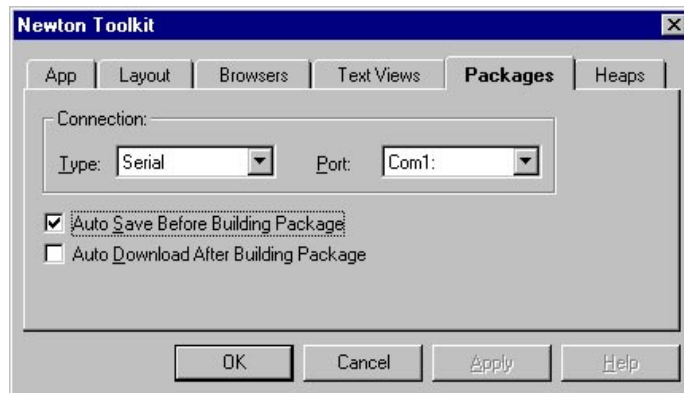 Newton Toolkit
App Layout Browsers Text Views Packages Heaps
Connection:
Type: Serial Port: Com1:
Auto Save Before Building Package
Auto Download After Building Package
OK Cancel Apply Help